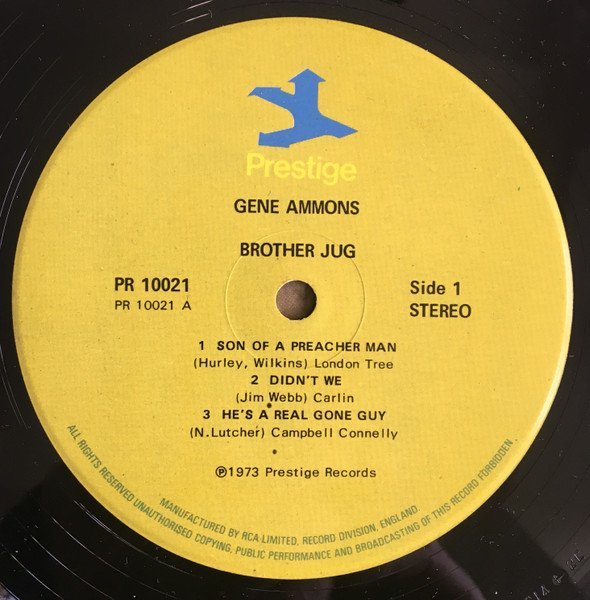 Prestige
GENE AMMONS
BROTHER JUG
PR 10021
PR 10021 A
Side 1
STEREO
1 SON OF A PREACHER MAN
(Hurley, Wilkins) London Tree
2 DIDN'T WE
(Jim Webb) Carlin
3 HE'S A REAL GONE GUY
(N.Lutcher) Campbell Connelly
℗1973 Prestige Records
MANUFACTURED BY RCA LIMITED, RECORD DIVISION, ENGLAND.
ALL RIGHTS RESERVED UNAUTHORISED COPYING, PUBLIC PERFORMANCE AND BROADCASTING OF THIS RECORD FORBIDDEN.